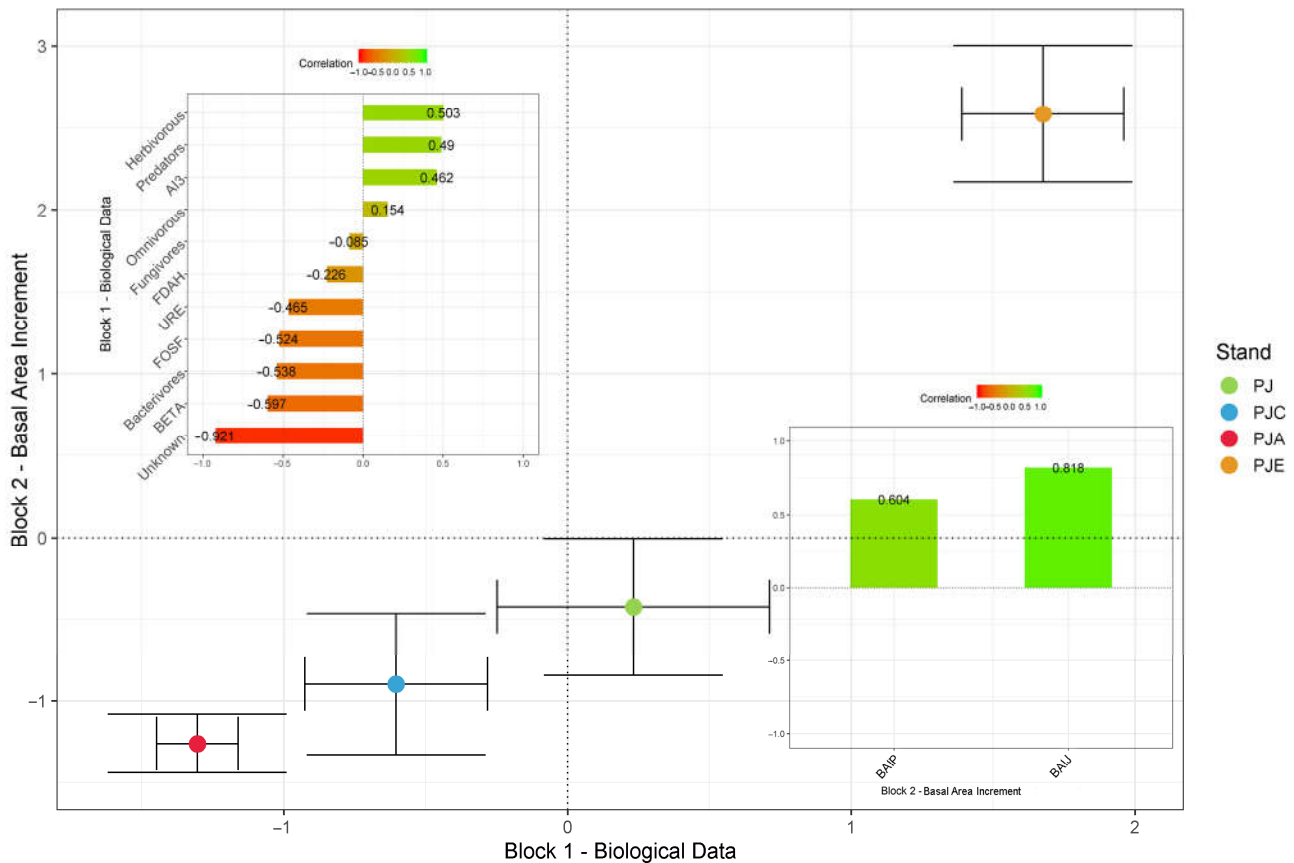 3
2
1
0
−1
Block 2 - Basal Area Increment
Correlation
−1.0−0.5 0.0 0.5 1.0
Herbivorous
Predators
AI3
Omnivorous
Fungivores
FDAH
URE
FOSF
Bacterivores
BETA
Unknown
Block 1 - Biological Data
0.503
0.49
0.462
0.154
−0.085
−0.226
−0.465
−0.524
−0.538
−0.597
−0.921
−1.0 −0.5 0.0 0.5 1.0
Correlation
−1.0−0.5 0.0 0.5 1.0
1.0
0.5
0.0
−0.5
−1.0
0.604
0.818
BAIP
BAIJ
Block 2 - Basal Area Increment
Stand
PJ
PJC
PJA
PJE
−1 0 1 2
Block 1 - Biological Data